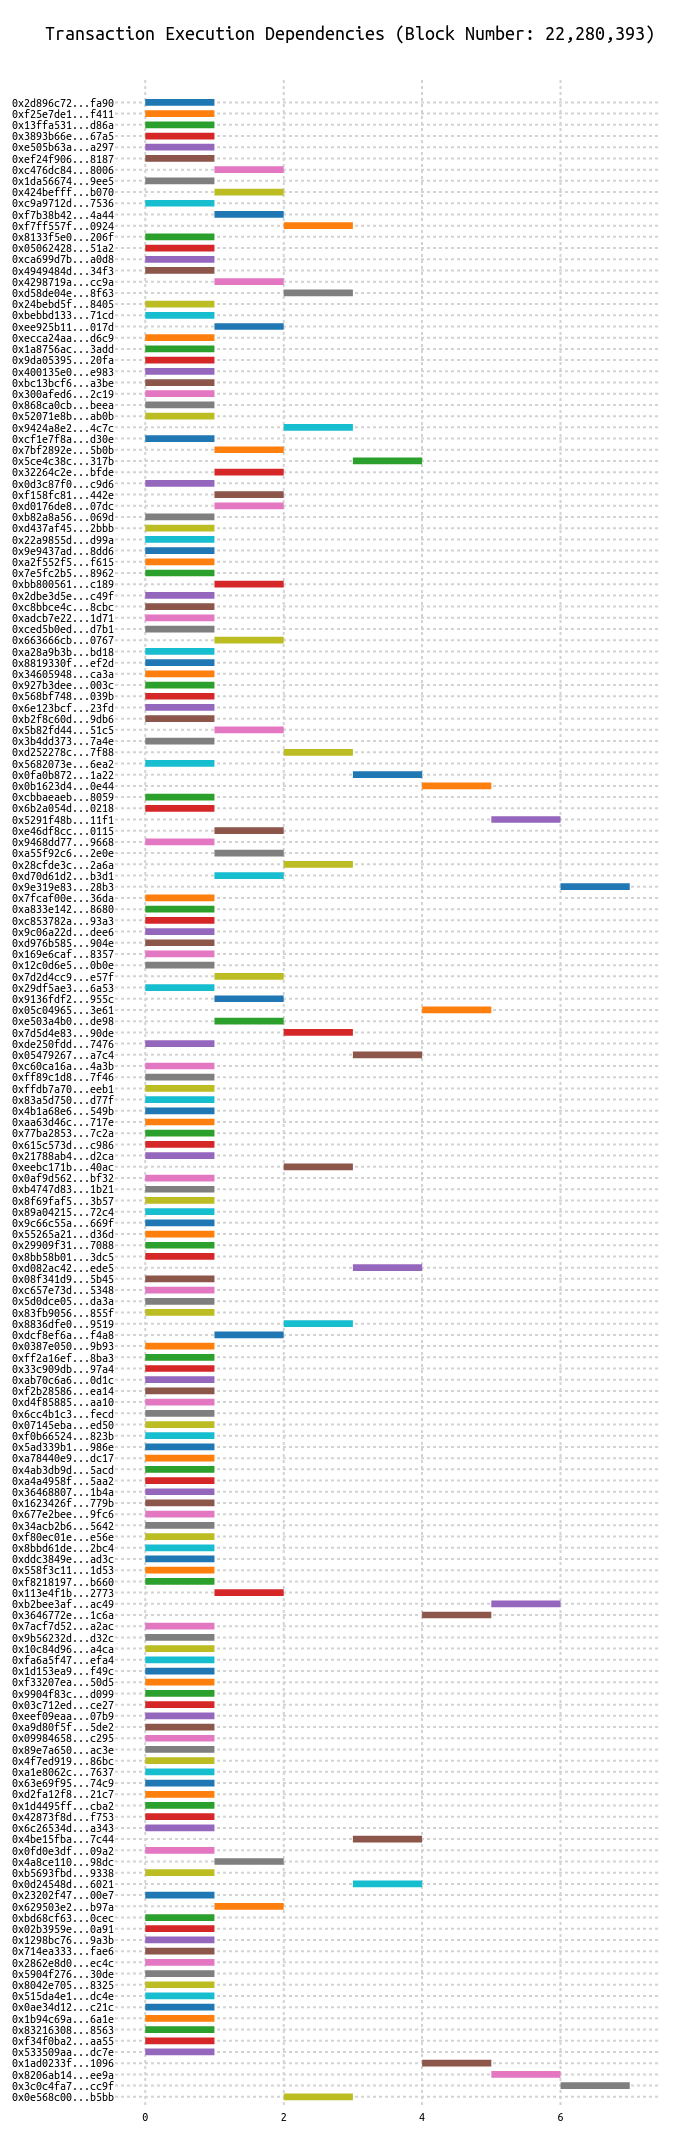 Transaction Execution Dependencies (Block Number: 22,280,393)
0x2d896c72...fa90
0xf25e7de1...f411
0x13ffa531...d86a
0x3893b66e...67a5
0xe505b63a...a297
0xef24f906...8187
0xc476dc84...8006
0x1da56674...9ee5
0x424befff...b070
0xc9a9712d...7536
0xf7b38b42...4a44
0xf7ff557f...0924
0x8133f5e0...206f
0x05062428...51a2
0xca699d7b...a0d8
0x4949484d...34f3
0x4298719a...cc9a
0xd58de04e...8f63
0x24bebd5f...8405
0xbebbd133...71cd
0xee925b11...017d
0xecca24aa...d6c9
0x1a8756ac...3add
0x9da05395...20fa
0x400135e0...e983
0xbc13bcf6...a3be
0x300afed6...2c19
0x868ca0cb...beea
0x52071e8b...ab0b
0x9424a8e2...4c7c
0xcf1e7f8a...d30e
0x7bf2892e...5b0b
0x5ce4c38c...317b
0x32264c2e...bfde
0x0d3c87f0...c9d6
0xf158fc81...442e
0xd0176de8...07dc
0xb82a8a56...069d
0xd437af45...2bbb
0x22a9855d...d99a
0x9e9437ad...8dd6
0xa2f552f5...f615
0x7e5fc2b5...8962
0xbb800561...c189
0x2dbe3d5e...c49f
0xc8bbce4c...8cbc
0xadcb7e22...1d71
0xced5b0ed...d7b1
0x663666cb...0767
0xa28a9b3b...bd18
0x8819330f...ef2d
0x34605948...ca3a
0x927b3dee...003c
0x568bf748...039b
0x6e123bcf...23fd
0xb2f8c60d...9db6
0x5b82fd44...51c5
0x3b4dd373...7a4e
0xd252278c...7f88
0x5682073e...6ea2
0x0fa0b872...1a22
0x0b1623d4...0e44
0xcbbaeaeb...8059
0x6b2a054d...0218
0x5291f48b...11f1
0xe46df8cc...0115
0x9468dd77...9668
0xa55f92c6...2e0e
0x28cfde3c...2a6a
0xd70d61d2...b3d1
0x9e319e83...28b3
0x7fcaf00e...36da
0xa833e142...8680
0xc853782a...93a3
0x9c06a22d...dee6
0xd976b585...904e
0x169e6caf...8357
0x12c0d6e5...0b0e
0x7d2d4cc9...e57f
0x29df5ae3...6a53
0x9136fdf2...955c
0x05c04965...3e61
0xe503a4b0...de98
0x7d5d4e83...90de
0xde250fdd...7476
0x05479267...a7c4
0xc60ca16a...4a3b
0xff89c1d8...7f46
0xffdb7a70...eeb1
0x83a5d750...d77f
0x4b1a68e6...549b
0xaa63d46c...717e
0x77ba2853...7c2a
0x615c573d...c986
0x21788ab4...d2ca
0xeebc171b...40ac
0x0af9d562...bf32
0xb4747d83...1b21
0x8f69faf5...3b57
0x89a04215...72c4
0x9c66c55a...669f
0x55265a21...d36d
0x29909f31...7088
0x8bb58b01...3dc5
0xd082ac42...ede5
0x08f341d9...5b45
0xc657e73d...5348
0x5d0dce05...da3a
0x83fb9056...855f
0x8836dfe0...9519
0xdcf8ef6a...f4a8
0x0387e050...9b93
0xff2a16ef...8ba3
0x33c909db...97a4
0xab70c6a6...0d1c
0xf2b28586...ea14
0xd4f85885...aa10
0x6cc4b1c3...fecd
0x07145eba...ed50
0xf0b66524...823b
0x5ad339b1...986e
0xa78440e9...dc17
0x4ab3db9d...5acd
0xa4a4958f...5aa2
0x36468807...1b4a
0x1623426f...779b
0x677e2bee...9fc6
0x34acb2b6...5642
0xf80ec01e...e56e
0x8bbd61de...2bc4
0xddc3849e...ad3c
0x558f3c11...1d53
0xf8218197...b660
0x113e4f1b...2773
0xb2bee3af...ac49
0x3646772e...1c6a
0x7acf7d52...a2ac
0x9b56232d...d32c
0x10c84d96...a4ca
0xfa6a5f47...efa4
0x1d153ea9...f49c
0xf33207ea...50d5
0x9904f83c...d099
0x03c712ed...ce27
0xeef09eaa...07b9
0xa9d80f5f...5de2
0x09984658...c295
0x89e7a650...ac3e
0x4f7ed919...86bc
0xa1e8062c...7637
0x63e69f95...74c9
0xd2fa12f8...21c7
0x1d4495ff...cba2
0x42873f8d...f753
0x6c26534d...a343
0x4be15fba...7c44
0x0fd0e3df...09a2
0x4a8ce110...98dc
0xb5693fbd...9338
0x0d24548d...6021
0x23202f47...00e7
0x629503e2...b97a
0xbd68cf63...0cec
0x02b3959e...0a91
0x1298bc76...9a3b
0x714ea333...fae6
0x2862e8d0...ec4c
0x5904f276...30de
0x8042e705...8325
0x515da4e1...dc4e
0x0ae34d12...c21c
0x1b94c69a...6a1e
0x83216308...8563
0xf34f0ba2...aa55
0x533509aa...dc7e
0x1ad0233f...1096
0x8206ab14...ee9a
0x3c0c4fa7...cc9f
0x0e568c00...b5bb
0 2 4 6